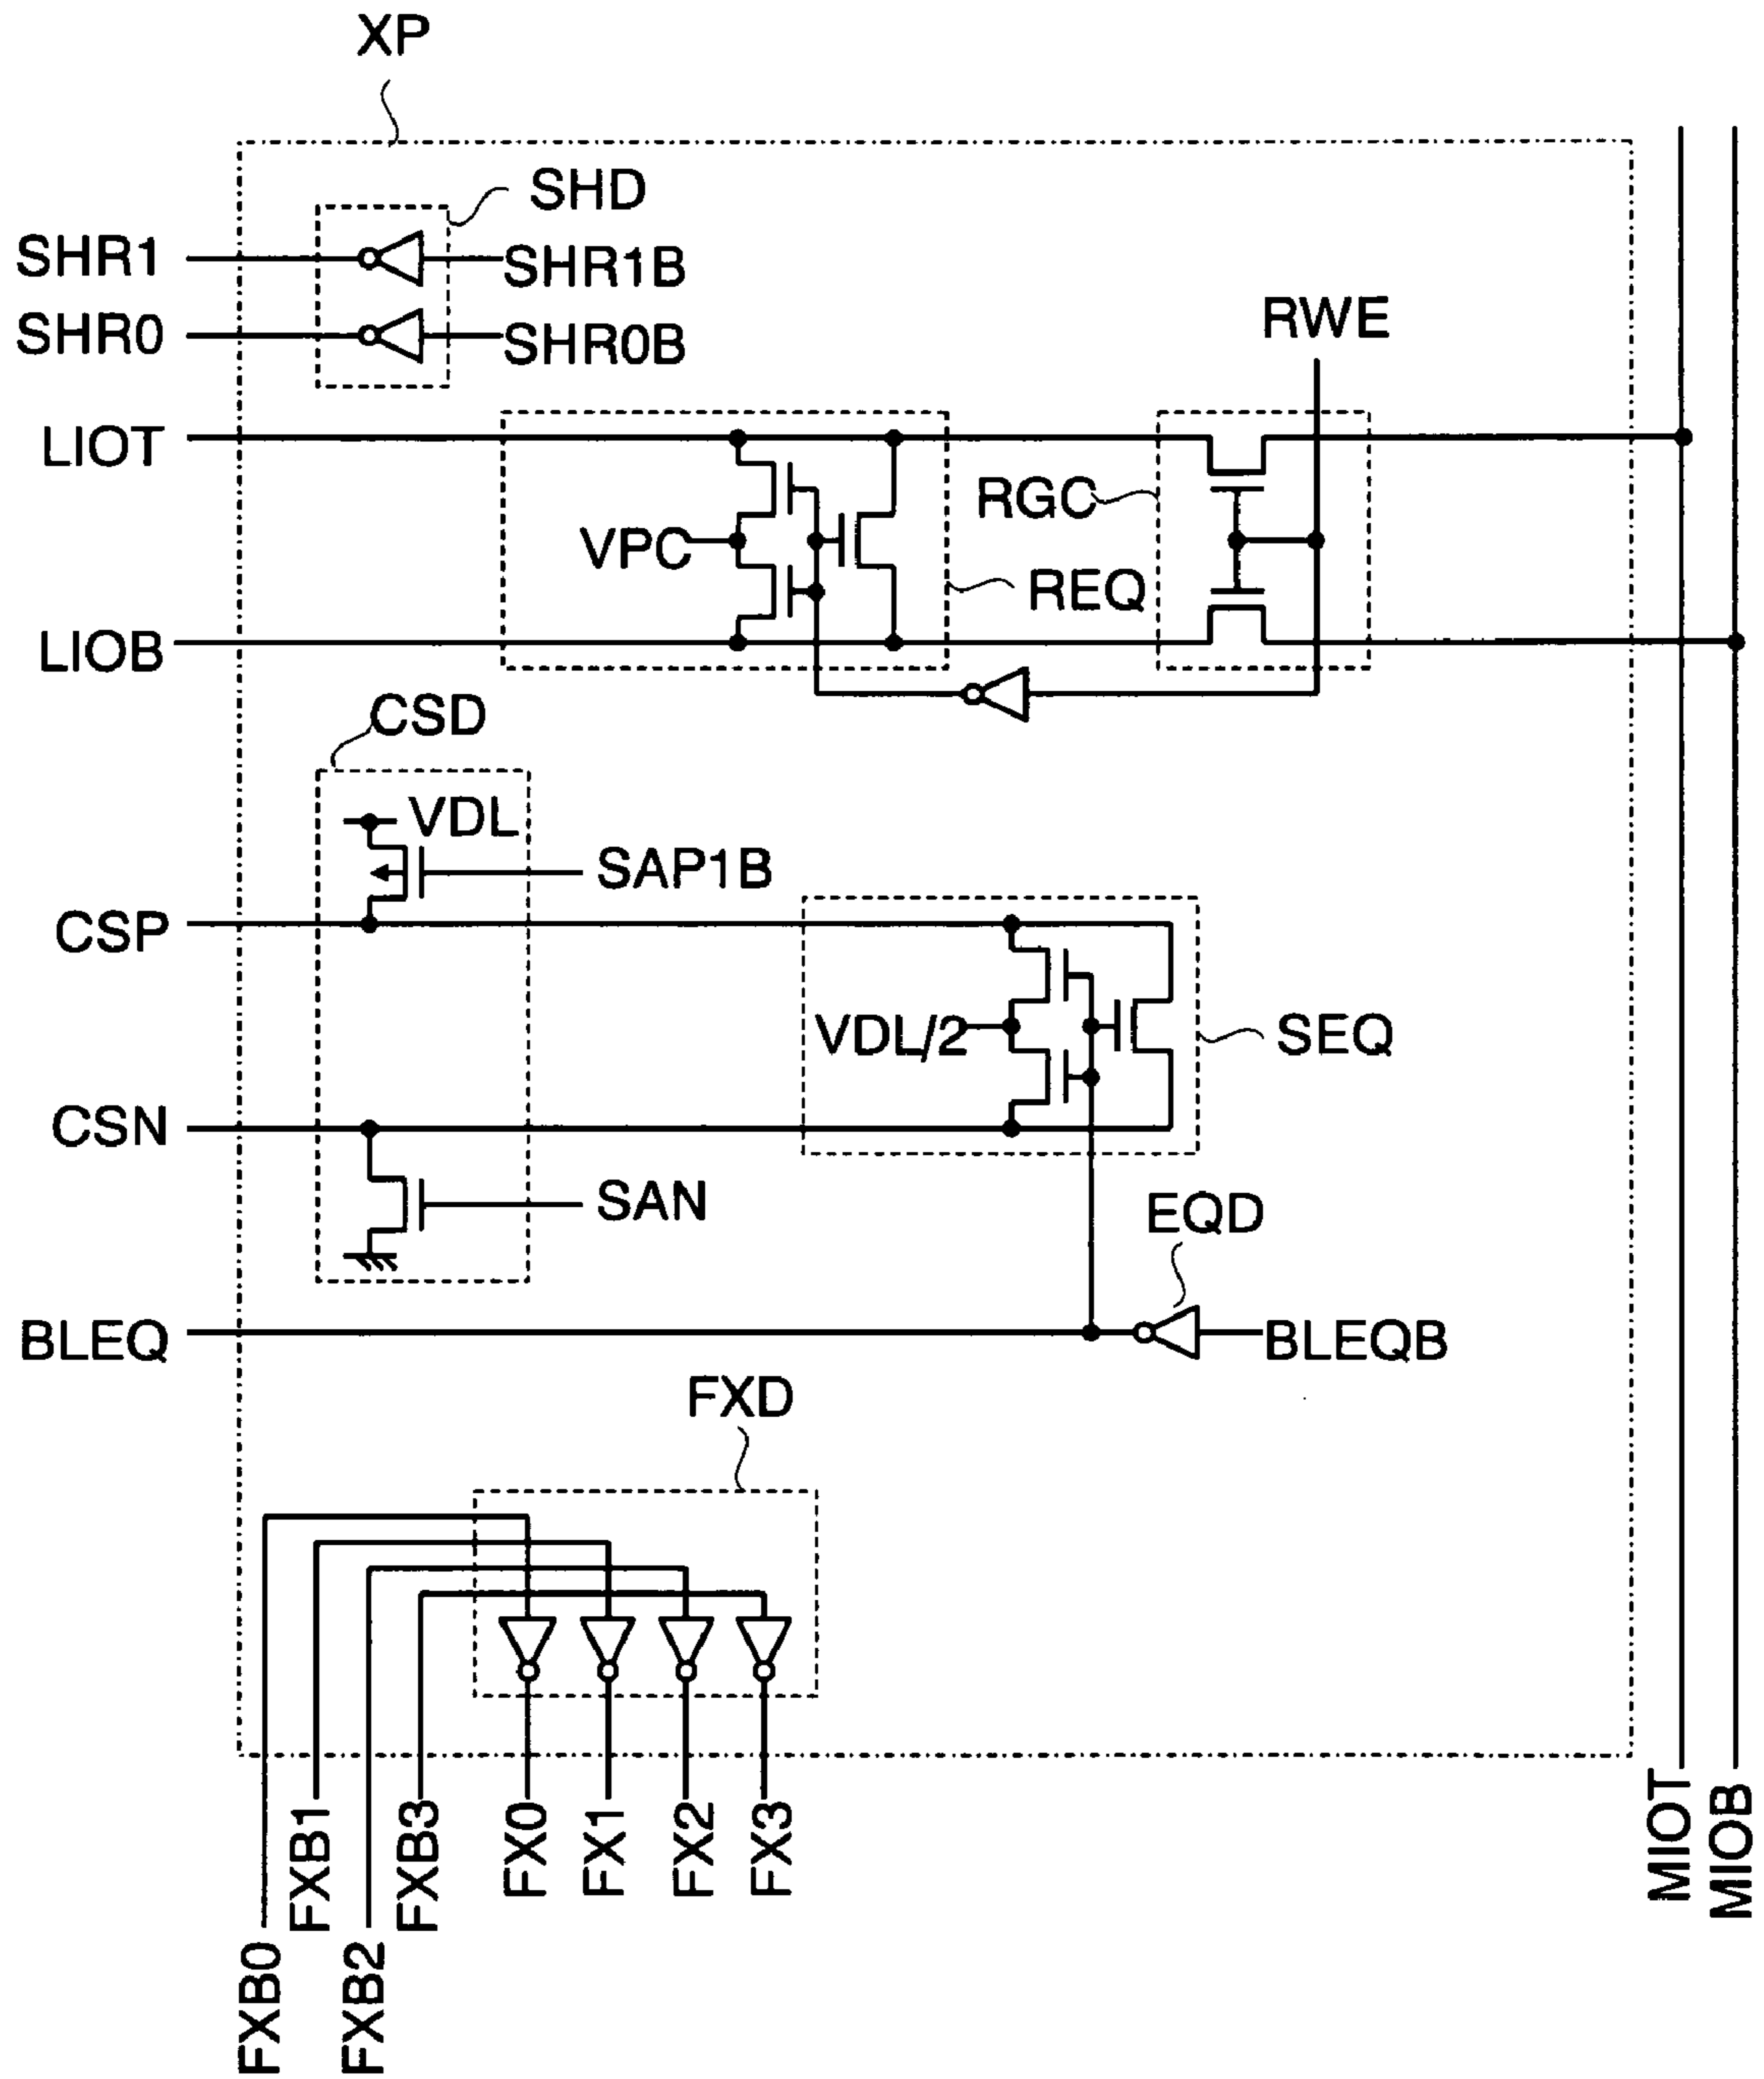 XP
SHD
SHR1
SHR1B
SHR0
SHR0B
RWE
LIOT
RGC
VPC
REQ
LIOB
CSD
VDL
SAP1B
CSP
VDL/2
SEQ
CSN
SAN
EQD
BLEQ
BLEQB
FXD
FXB0
FXB1
FXB2
FXB3
FX0
FX1
FX2
FX3
MIOT
MIOB